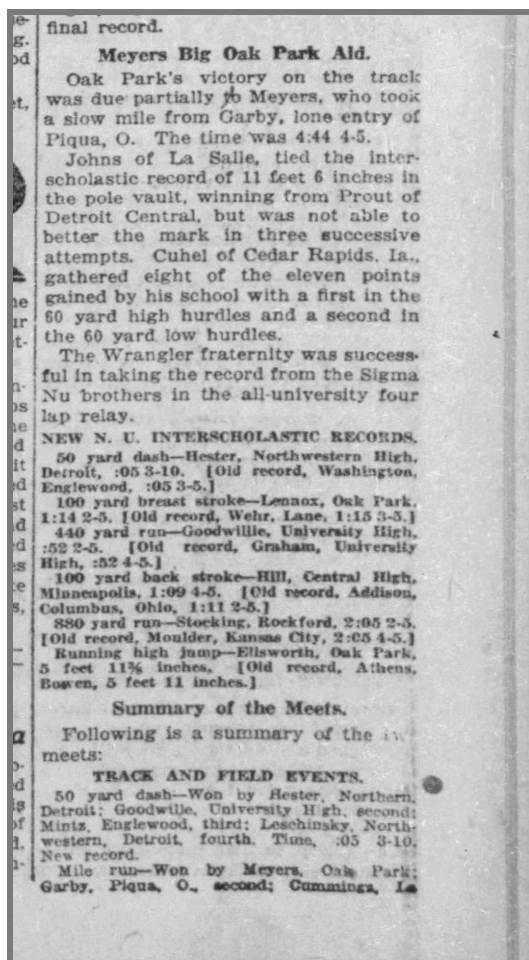 final record.
Meyers Big Oak Park Aid.
Oak Park's victory on the track
was due partially to Meyers, who took
a slow mile from Garby, lone entry of
Piqua, O. The time was 4:44 4-5.
Johns of La Salle, tied the inter-
scholastic record of 11 feet 6 inches in
the pole vault, winning from Prout of
Detroit Central, but was not able to
better the mark in three successive
attempts. Cuhel of Cedar Rapids, Ia.,
gathered eight of the eleven points
gained by his school with a first in the
60 yard high hurdles and a second in
the 60 yard low hurdles.
The Wrangler fraternity was success-
ful in taking the record from the Sigma
Nu brothers in the all-university four
lap relay.
NEW N. U. INTERSCHOLASTIC RECORDS.
50 yard dash—Hester, Northwestern High,
Detroit, :05 3-10. [Old record, Washington,
Englewood, :05 3-5.]
100 yard breast stroke—Lennox, Oak Park,
1:14 2-5. [Old record, Wehr, Lane, 1:15 3-5.]
440 yard run—Goodwillie, University High,
:52 2-5. [Old record, Graham, University
High, :52 4-5.]
100 yard back stroke—Hill, Central High,
Minneapolis, 1:09 4-5. [Old record, Addison,
Columbus, Ohio, 1:11 2-5.]
880 yard run—Stocking, Rockford, 2:05 2-5.
[Old record, Moulder, Kansas City, 2:05 4-5.]
Running high jump—Ellsworth, Oak Park,
5 feet inches. [Old record, Athens,
Bowen, 5 feet 11 inches.]
Summary of the Meets.
Following is a summary of the
meets:
TRACK AND FIELD EVENTS.
50 yard dash—Won by Hester, Northern,
Detroit; Goodwille, University High, second;
Mintz, Englewood, third; Leschinsky, North-
western, Detroit, fourth. Time, :05 3-10.
New record.
Mile run—Won by Meyers, Oak Park;
Garby, Piqua, O., second; Cummings, La